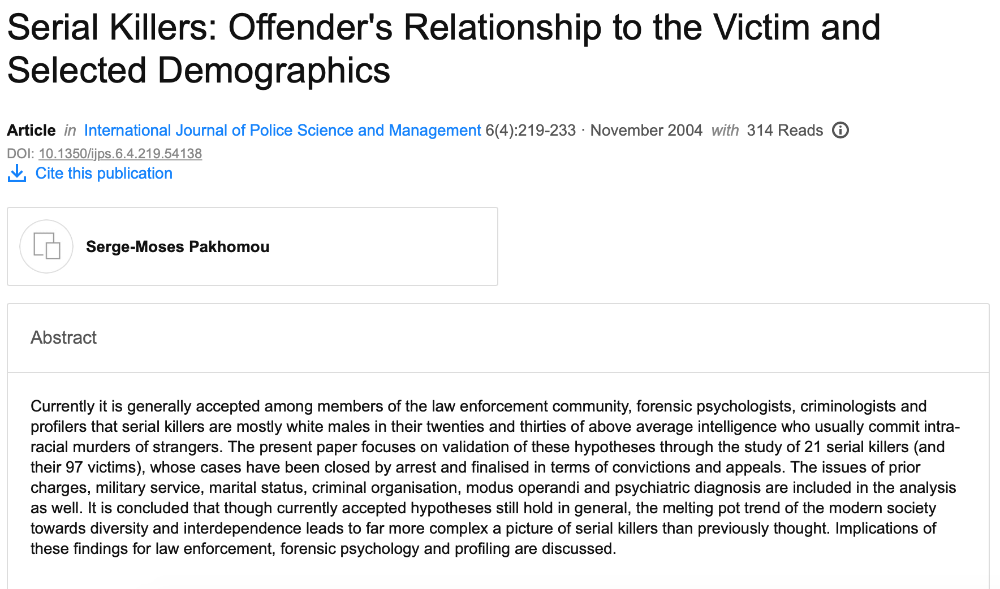 Serial Killers: Offender's Relationship to the Victim and
Selected Demographics
Article in International Journal of Police Science and Management 6(4):219-233 · November 2004 with 314 Reads
DOI: 10.1350/ijps.6.4.219.54138
Cite this publication
Serge-Moses Pakhomou
Abstract
Currently it is generally accepted among members of the law enforcement community, forensic psychologists, criminologists and
profilers that serial killers are mostly white males in their twenties and thirties of above average intelligence who usually commit intra-
racial murders of strangers. The present paper focuses on validation of these hypotheses through the study of 21 serial killers (and
their 97 victims), whose cases have been closed by arrest and finalised in terms of convictions and appeals. The issues of prior
charges, military service, marital status, criminal organisation, modus operandi and psychiatric diagnosis are included in the analysis
as well. It is concluded that though currently accepted hypotheses still hold in general, the melting pot trend of the modern society
towards diversity and interdependence leads to far more complex a picture of serial killers than previously thought. Implications of
these findings for law enforcement, forensic psychology and profiling are discussed.